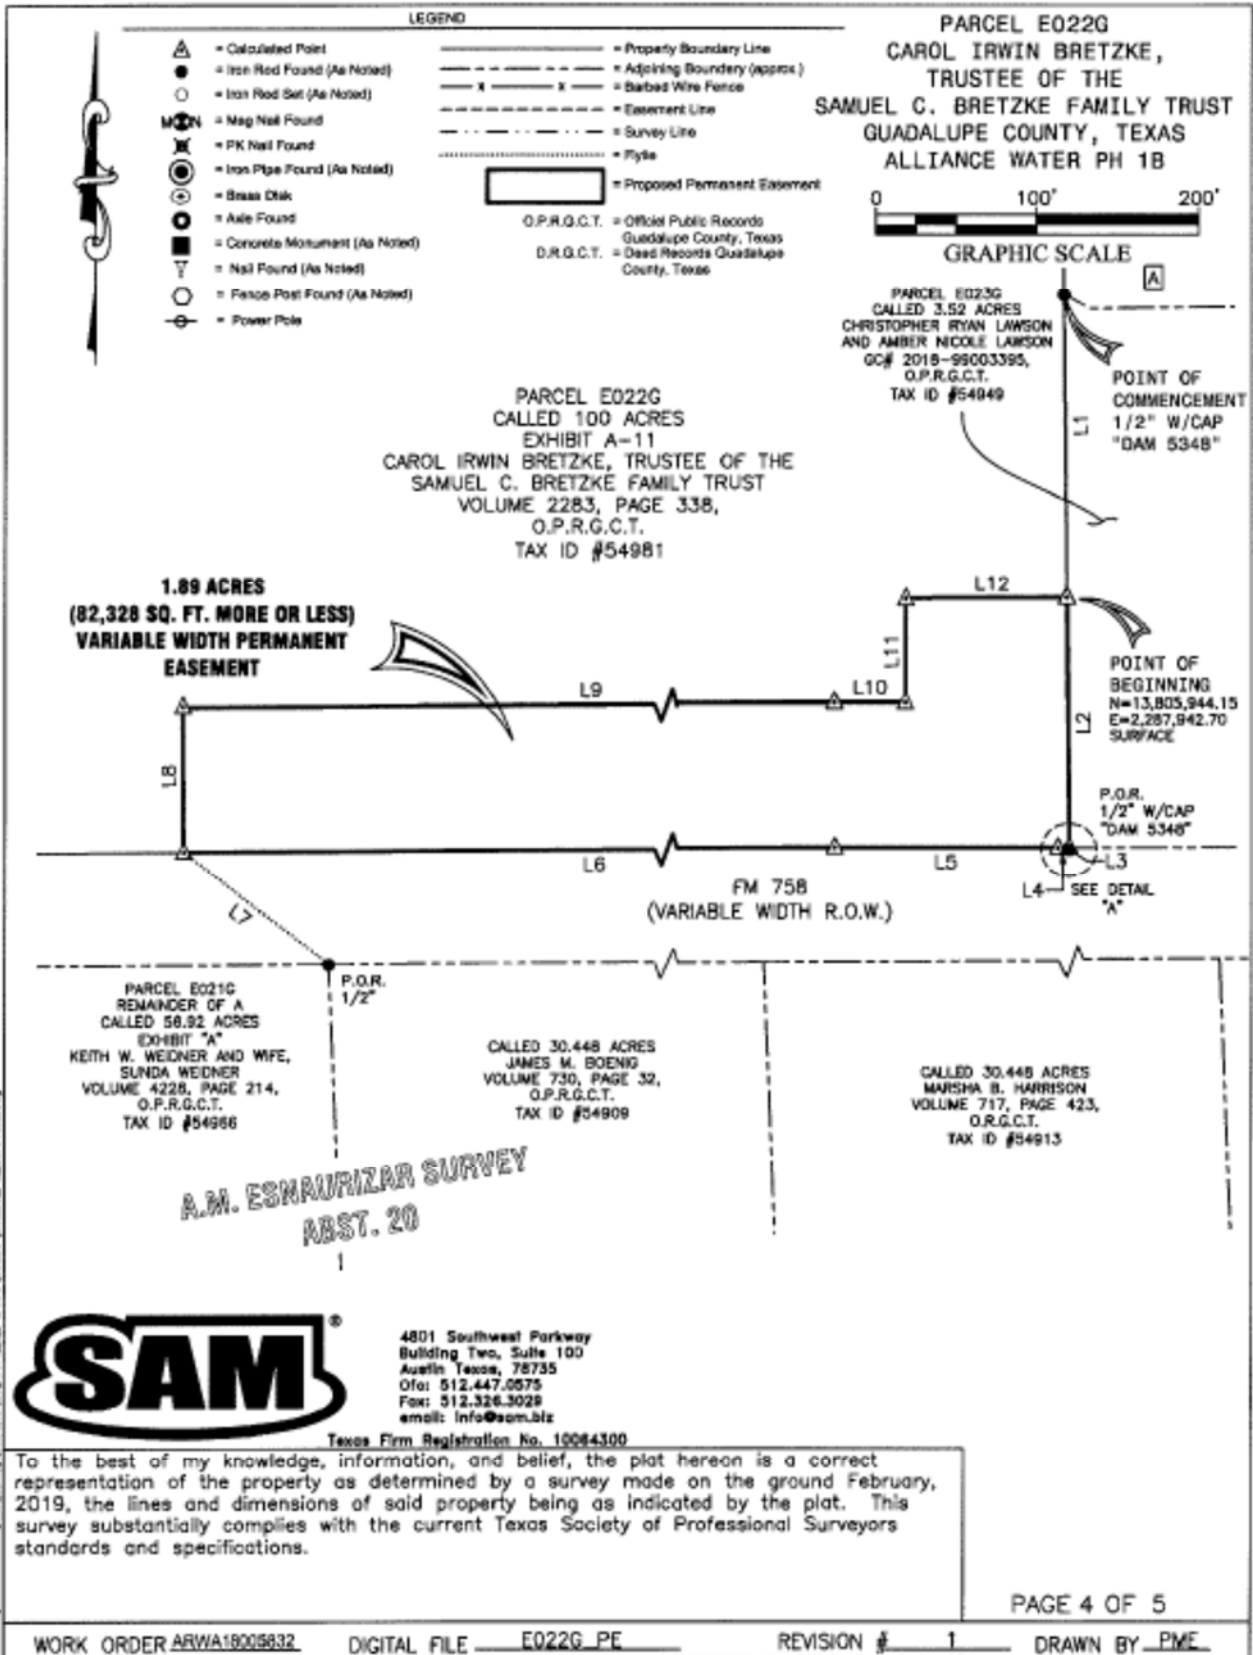 LEGEND
= Calculated Point
= Iron Rod Found (As Noted)
= Iron Rod Set (As Noted)
= Mag Nail Found
= PK Nail Found
= Iron Pipe Found (As Noted)
= Brass Disk
= Axle Found
= Concrete Monument (As Noted)
= Nail Found (As Noted)
= Fence Post Found (As Noted)
= Power Pole
= Property Boundary Line
= Adjoining Boundary (approx.)
= Barbed Wire Fence
= Easement Line
= Survey Line
= Flytie
= Proposed Permanent Easement
O.P.R.G.C.T. = Official Public Records
Guadalupe County, Texas
D.R.G.C.T. = Deed Records Guadalupe
County, Texas
PARCEL E022G
CAROL IRWIN BRETZKE,
TRUSTEE OF THE
SAMUEL C. BRETZKE FAMILY TRUST
GUADALUPE COUNTY, TEXAS
ALLIANCE WATER PH 1B
0 100' 200'
GRAPHIC SCALE
A
PARCEL E023G
CALLED 3.52 ACRES
CHRISTOPHER RYAN LAWSON
AND AMBER NICOLE LAWSON
GC# 2018-99003395,
O.P.R.G.C.T.
TAX ID #54949
POINT OF
COMMENCEMENT
1/2" W/CAP
"DAM 5348"
L1
PARCEL E022G
CALLED 100 ACRES
EXHIBIT A-11
CAROL IRWIN BRETZKE, TRUSTEE OF THE
SAMUEL C. BRETZKE FAMILY TRUST
VOLUME 2283, PAGE 338,
O.P.R.G.C.T.
TAX ID #54981
1.89 ACRES
(82,328 SQ. FT. MORE OR LESS)
VARIABLE WIDTH PERMANENT
EASEMENT
L12
L11
L10
L9
L2
POINT OF
BEGINNING
N=13,805,944.15
E=2,287,942.70
SURFACE
L8
P.O.R.
1/2" W/CAP
"DAM 5348"
L6
L5
L3
L4
SEE DETAIL
"A"
FM 758
(VARIABLE WIDTH R.O.W.)
L7
P.O.R.
1/2"
PARCEL E021G
REMAINDER OF A
CALLED 58.92 ACRES
EXHIBIT "A"
KEITH W. WEIDNER AND WIFE,
SUNDA WEIDNER
VOLUME 4228, PAGE 214,
O.P.R.G.C.T.
TAX ID #54966
CALLED 30.448 ACRES
JAMES M. BOENIG
VOLUME 730, PAGE 32,
O.P.R.G.C.T.
TAX ID #54909
CALLED 30.448 ACRES
MARSHA B. HARRISON
VOLUME 717, PAGE 423,
O.R.G.C.T.
TAX ID #54913
A.M. ESNAURIZAR SURVEY
ABST. 20
SAM®
4801 Southwest Parkway
Building Two, Suite 100
Austin Texas, 78735
Ofc: 512.447.0575
Fax: 512.326.3029
email: info@sam.biz
Texas Firm Registration No. 10064300
To the best of my knowledge, information, and belief, the plat hereon is a correct
representation of the property as determined by a survey made on the ground February,
2019, the lines and dimensions of said property being as indicated by the plat. This
survey substantially complies with the current Texas Society of Professional Surveyors
standards and specifications.
PAGE 4 OF 5
WORK ORDER ARWA18005832 DIGITAL FILE E022G_PE REVISION # 1 DRAWN BY PME